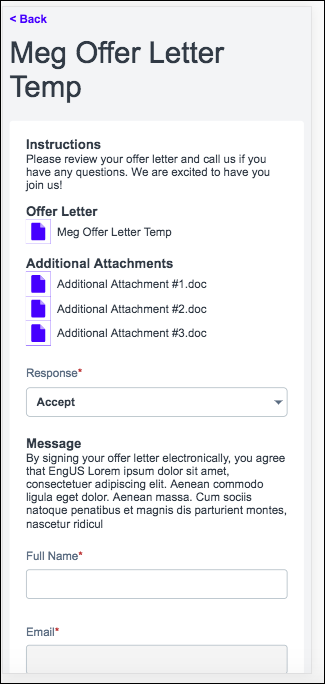 < Back
Meg Offer Letter
Temp
Instructions
Please review your offer letter and call us if you
have any questions. We are excited to have you
join us!
Offer Letter
Meg Offer Letter Temp
Additional Attachments
Additional Attachment #1.doc
Additional Attachment #2.doc
Additional Attachment #3.doc
Response*
Accept
Message
By signing your offer letter electronically, you agree
that EngUS Lorem ipsum dolor sit amet,
consectetuer adipiscing elit. Aenean commodo
ligula eget dolor. Aenean massa. Cum sociis
natoque penatibus et magnis dis parturient montes,
nascetur ridicul
Full Name*
Email*